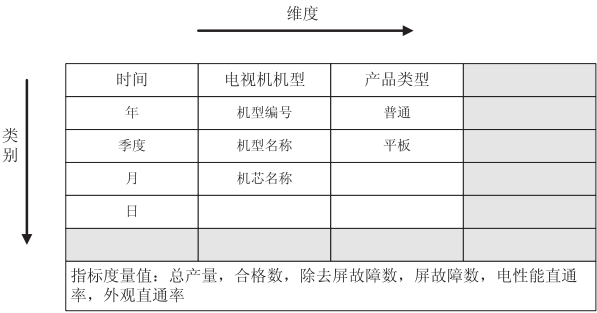 维度
类别
时间 电视机机型 产品类型
年 机型编号 普通
季度 机型名称 平板
月 机芯名称
日
指标度量值：总产量，合格数，除去屏故障数，屏故障数，电性能直通
率，外观直通率